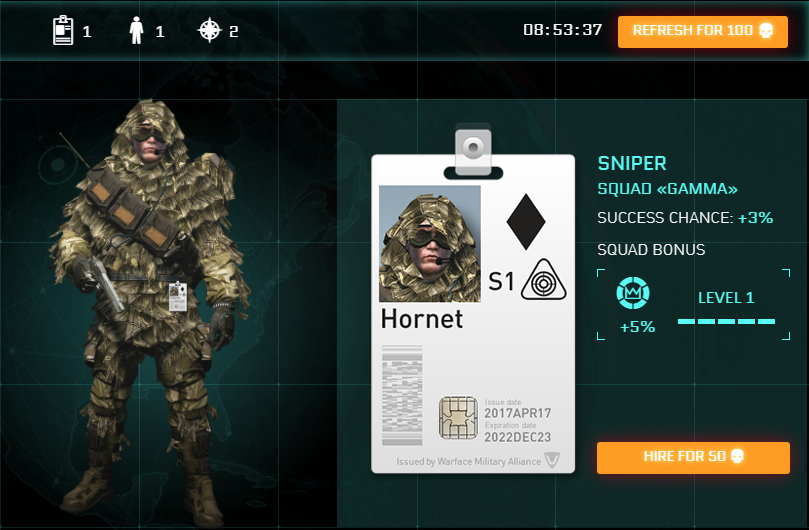 1
1
2
08:53:37
REFRESH FOR 100
SNIPER
SQUAD «GAMMA»
SUCCESS CHANCE: +3%
SQUAD BONUS
LEVEL 1
+5%
S1
Hornet
Issue date
2017APR17
Expiration date
2022DEC23
Issued by Warface Military Alliance
HIRE FOR 50